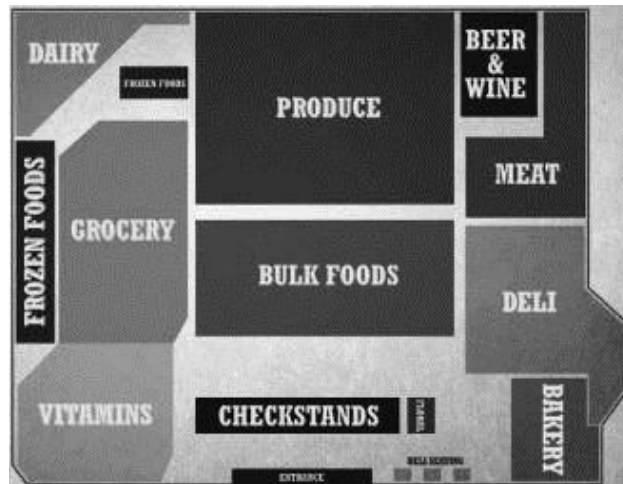 DAIRY
FROZEN FOODS
PRODUCE
BEER
&
WINE
MEAT
FROZEN FOODS
GROCERY
BULK FOODS
DELI
VITAMINS
CHECKSTANDS
BAKERY
DELI SEATING
ENTRANCE